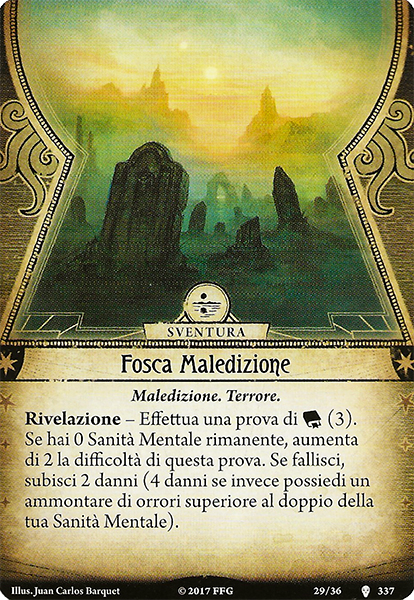 SVENTURA
Fosca Maledizione
Maledizione. Terrore.
Rivelazione – Effettua una prova di (3).
Se hai 0 Sanità Mentale rimanente, aumenta
di 2 la difficoltà di questa prova. Se fallisci,
subisci 2 danni (4 danni se invece possiedi un
ammontare di orrori superiore al doppio della
tua Sanità Mentale).
Illus. Juan Carlos Barquet © 2017 FFG 29/36 337